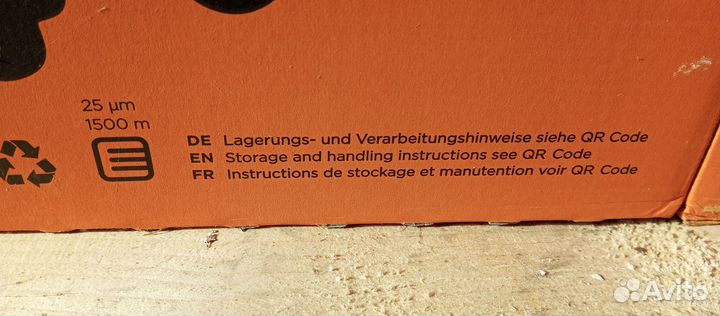 25 µm
1500 m
DE Lagerungs- und Verarbeitungshinweise siehe QR Code
EN Storage and handling instructions see QR Code
FR Instructions de stockage et manutention voir QR Code
Avito